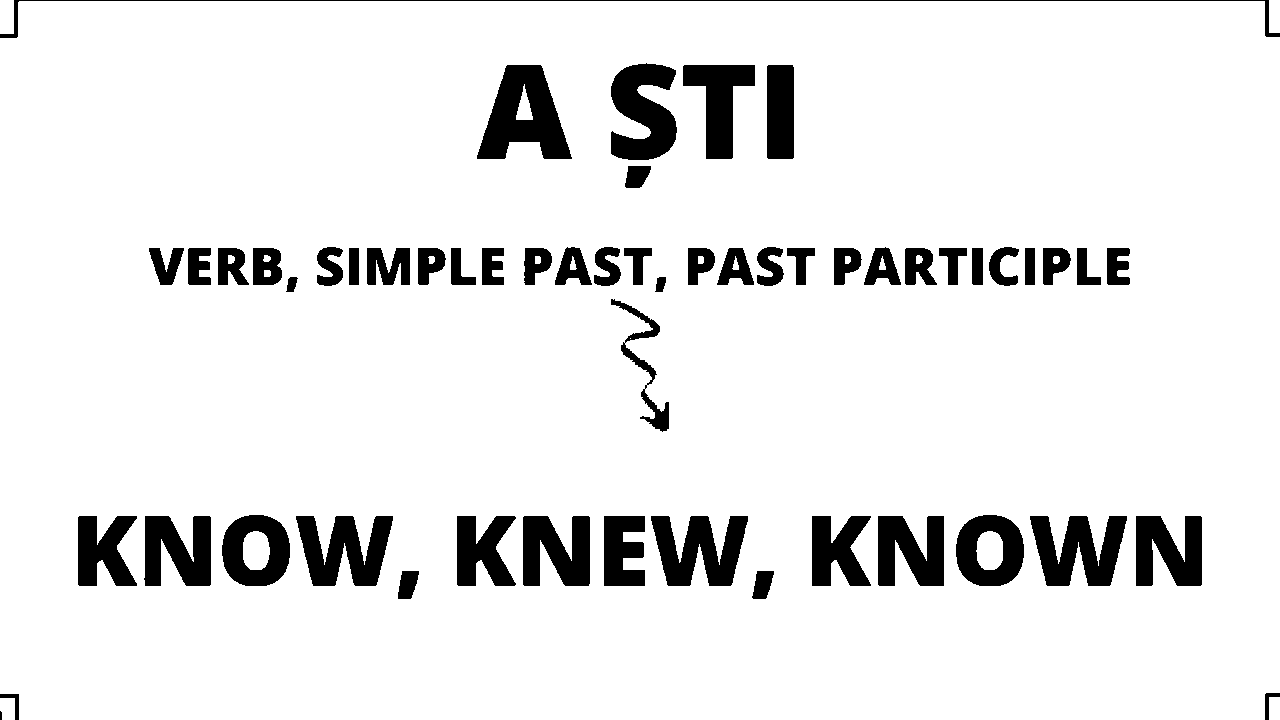 A ȘTI
VERB, SIMPLE PAST, PAST PARTICIPLE
KNOW, KNEW, KNOWN